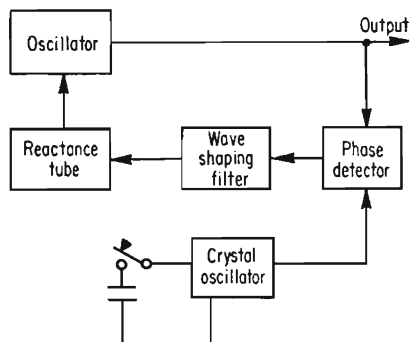 Output
Oscillator
Reactance
tube
Wave
shaping
filter
Phase
detector
Crystal
oscillator